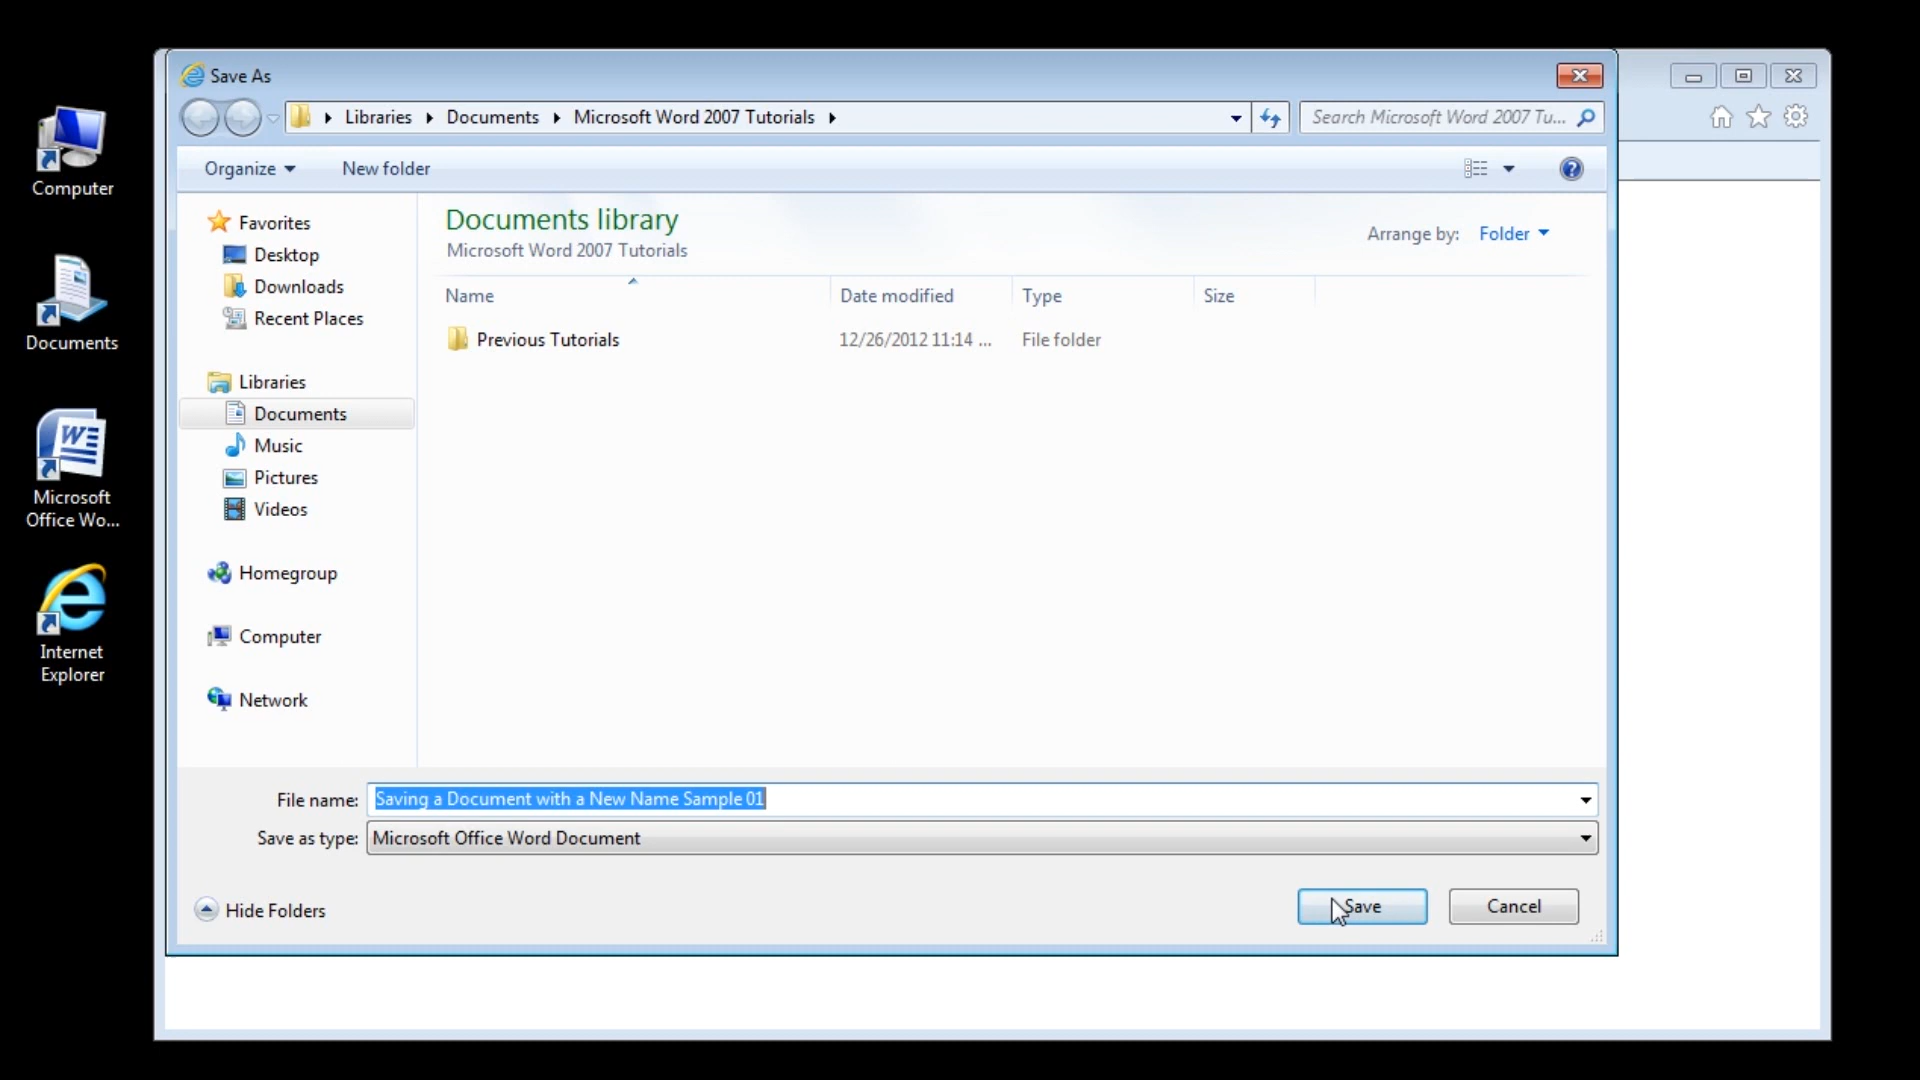 Save As
Libraries Documents Microsoft Word 2007 Tutorials
Search Microsoft Word 2007 Tu...
Organize New folder
Computer
Documents
Microsoft
Office Wo...
Internet
Explorer
Favorites
Desktop
Downloads
Recent Places
Libraries
Documents
Music
Pictures
Videos
Homegroup
Computer
Network
Documents library
Microsoft Word 2007 Tutorials
Arrange by: Folder
Name Date modified Type Size
Previous Tutorials 12/26/2012 11:14 ... File folder
File name: Saving a Document with a New Name Sample 01
Save as type: Microsoft Office Word Document
Hide Folders
Save Cancel